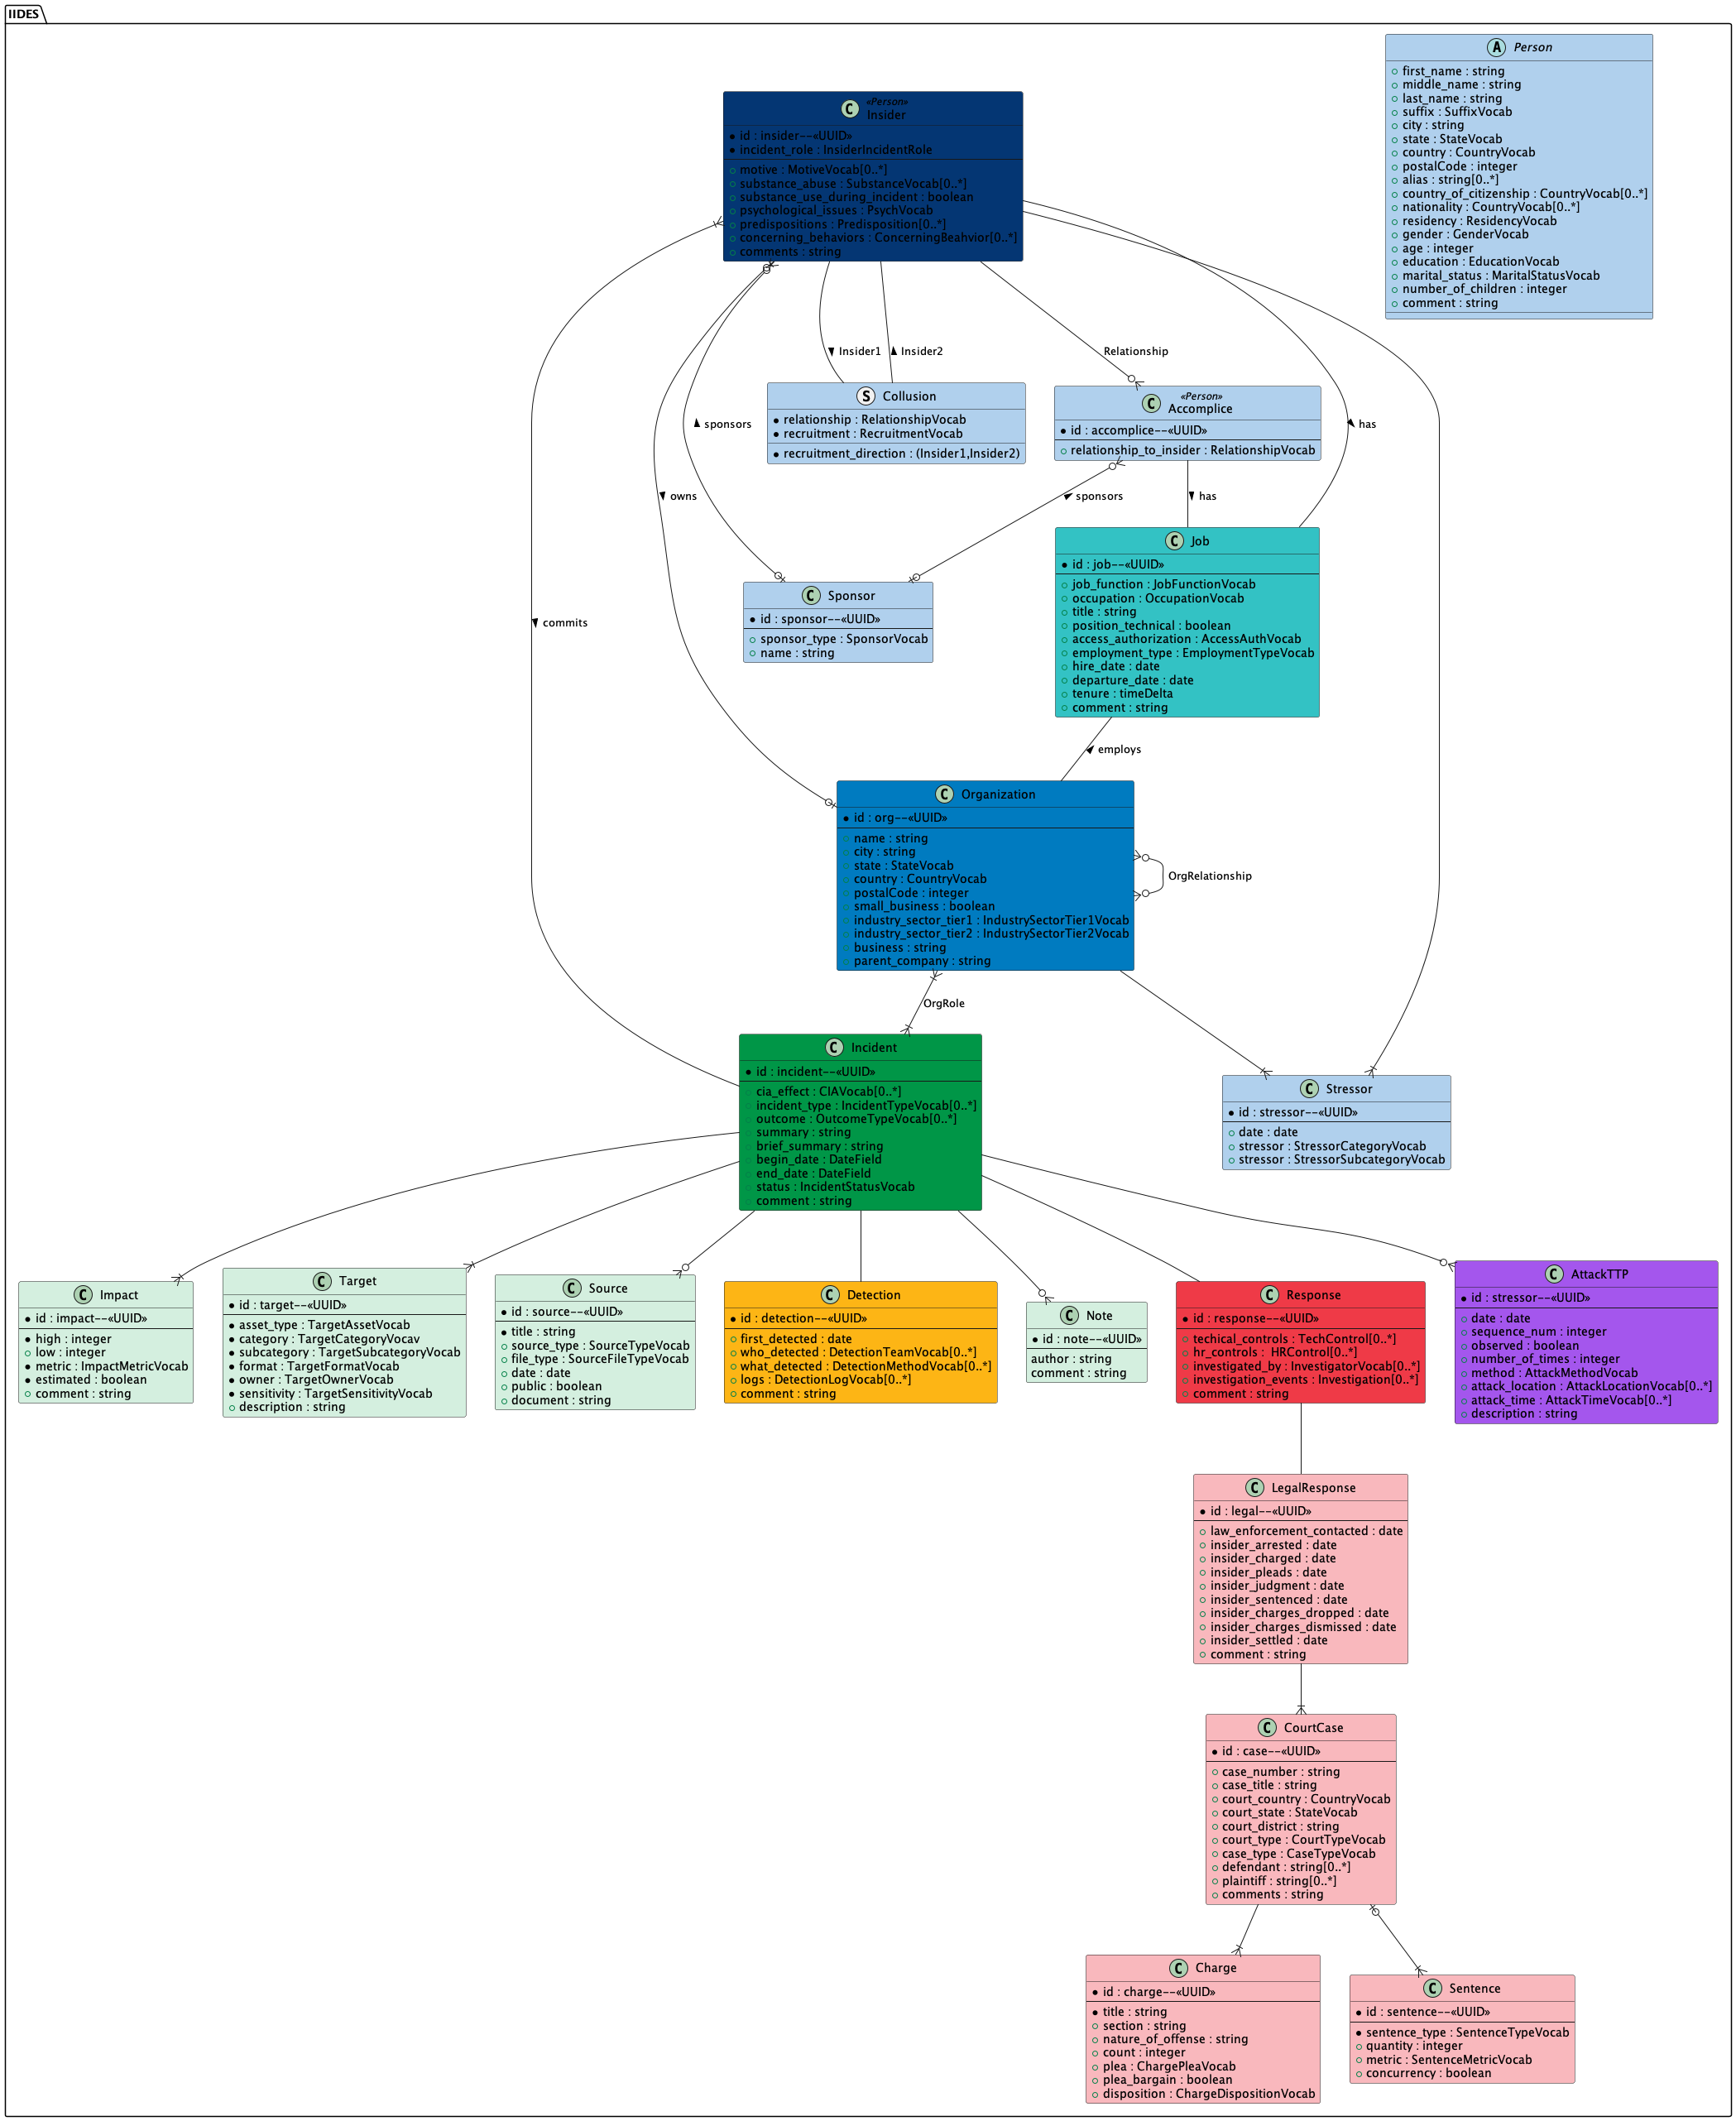 IIDES
A Person
first_name : string
middle_name : string
last_name : string
suffix : SuffixVocab
city : string
state : StateVocab
country : CountryVocab
postalCode : integer
alias : string[0..*]
country_of_citizenship : CountryVocab[0..*]
nationality : CountryVocab[0..*]
residency : ResidencyVocab
gender : GenderVocab
age : integer
education : EducationVocab
marital_status : MaritalStatusVocab
number_of_children : integer
comment : string
«Person»
C Insider
id : insider--«UUID»
incident_role : InsiderIncidentRole
motive : MotiveVocab[0..*]
substance_abuse : SubstanceVocab[0..*]
substance_use_during_incident : boolean
psychological_issues : PsychVocab
predispositions : Predisposition[0..*]
concerning_behaviors : ConcerningBeahvior[0..*]
comments : string
Insider1
Insider2
Relationship
S Collusion
relationship : RelationshipVocab
recruitment : RecruitmentVocab
recruitment_direction : (Insider1,Insider2)
«Person»
C Accomplice
id : accomplice--«UUID»
relationship_to_insider : RelationshipVocab
sponsors
has
owns
sponsors
has
C Job
id : job--«UUID»
job_function : JobFunctionVocab
occupation : OccupationVocab
title : string
position_technical : boolean
access_authorization : AccessAuthVocab
employment_type : EmploymentTypeVocab
hire_date : date
departure_date : date
tenure : timeDelta
comment : string
C Sponsor
id : sponsor--«UUID»
sponsor_type : SponsorVocab
name : string
commits
employs
C Organization
id : org--«UUID»
name : string
city : string
state : StateVocab
country : CountryVocab
postalCode : integer
small_business : boolean
industry_sector_tier1 : IndustrySectorTier1Vocab
industry_sector_tier2 : IndustrySectorTier2Vocab
business : string
parent_company : string
OrgRelationship
OrgRole
C Incident
id : incident--«UUID»
cia_effect : CIAVocab[0..*]
incident_type : IncidentTypeVocab[0..*]
outcome : OutcomeTypeVocab[0..*]
summary : string
brief_summary : string
begin_date : DateField
end_date : DateField
status : IncidentStatusVocab
comment : string
C Stressor
id : stressor--«UUID»
date : date
stressor : StressorCategoryVocab
stressor : StressorSubcategoryVocab
C Impact
id : impact--«UUID»
high : integer
low : integer
metric : ImpactMetricVocab
estimated : boolean
comment : string
C Target
id : target--«UUID»
asset_type : TargetAssetVocab
category : TargetCategoryVocav
subcategory : TargetSubcategoryVocab
format : TargetFormatVocab
owner : TargetOwnerVocab
sensitivity : TargetSensitivityVocab
description : string
C Source
id : source--«UUID»
title : string
source_type : SourceTypeVocab
file_type : SourceFileTypeVocab
date : date
public : boolean
document : string
C Detection
id : detection--«UUID»
first_detected : date
who_detected : DetectionTeamVocab[0..*]
what_detected : DetectionMethodVocab[0..*]
logs : DetectionLogVocab[0..*]
comment : string
C Note
id : note--«UUID»
author : string
comment : string
C Response
id : response--«UUID»
techical_controls : TechControl[0..*]
hr_controls : HRControl[0..*]
investigated_by : InvestigatorVocab[0..*]
investigation_events : Investigation[0..*]
comment : string
C AttackTTP
id : stressor--«UUID»
date : date
sequence_num : integer
observed : boolean
number_of_times : integer
method : AttackMethodVocab
attack_location : AttackLocationVocab[0..*]
attack_time : AttackTimeVocab[0..*]
description : string
C LegalResponse
id : legal--«UUID»
law_enforcement_contacted : date
insider_arrested : date
insider_charged : date
insider_pleads : date
insider_judgment : date
insider_sentenced : date
insider_charges_dropped : date
insider_charges_dismissed : date
insider_settled : date
comment : string
C CourtCase
id : case--«UUID»
case_number : string
case_title : string
court_country : CountryVocab
court_state : StateVocab
court_district : string
court_type : CourtTypeVocab
case_type : CaseTypeVocab
defendant : string[0..*]
plaintiff : string[0..*]
comments : string
C Charge
id : charge--«UUID»
title : string
section : string
nature_of_offense : string
count : integer
plea : ChargePleaVocab
plea_bargain : boolean
disposition : ChargeDispositionVocab
C Sentence
id : sentence--«UUID»
sentence_type : SentenceTypeVocab
quantity : integer
metric : SentenceMetricVocab
concurrency : boolean